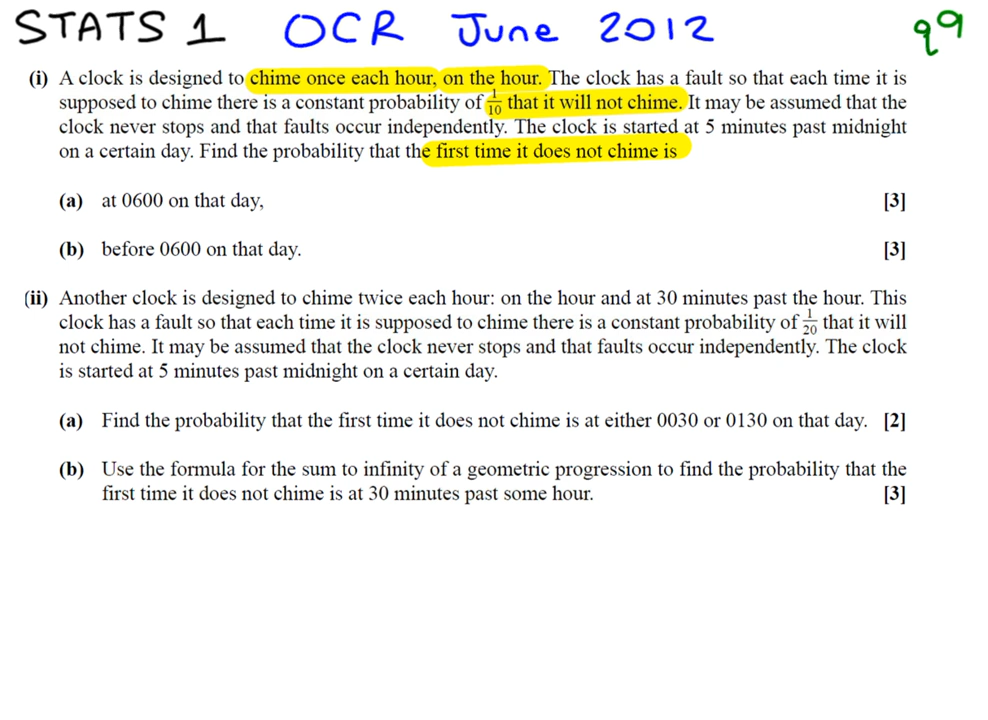 STATS 1 OCR June 2012 q9
(i) A clock is designed to chime once each hour, on the hour. The clock has a fault so that each time it is
supposed to chime there is a constant probability of 1/10 that it will not chime. It may be assumed that the
clock never stops and that faults occur independently. The clock is started at 5 minutes past midnight
on a certain day. Find the probability that the first time it does not chime is
(a) at 0600 on that day, [3]
(b) before 0600 on that day. [3]
(ii) Another clock is designed to chime twice each hour: on the hour and at 30 minutes past the hour. This
clock has a fault so that each time it is supposed to chime there is a constant probability of 1/20 that it will
not chime. It may be assumed that the clock never stops and that faults occur independently. The clock
is started at 5 minutes past midnight on a certain day.
(a) Find the probability that the first time it does not chime is at either 0030 or 0130 on that day. [2]
(b) Use the formula for the sum to infinity of a geometric progression to find the probability that the
first time it does not chime is at 30 minutes past some hour. [3]